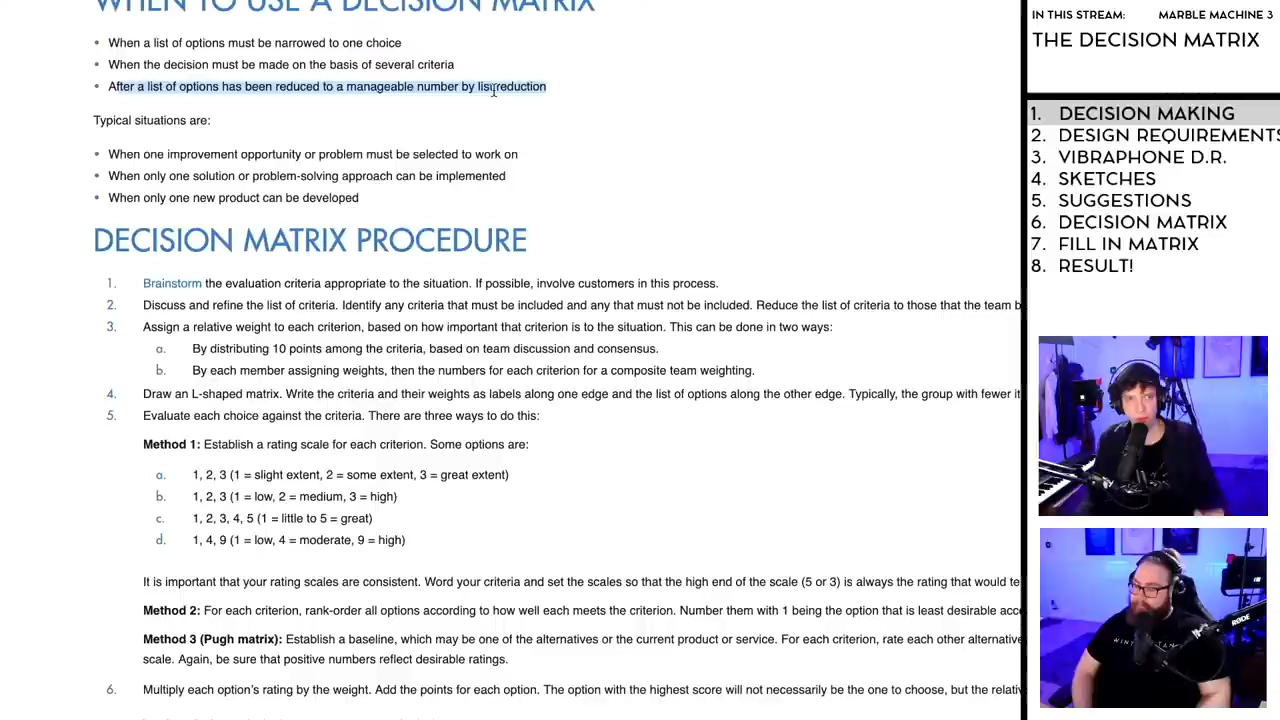 WHEN TO USE A DECISION MATRIX
When a list of options must be narrowed to one choice
When the decision must be made on the basis of several criteria
After a list of options has been reduced to a manageable number by list reduction
Typical situations are:
When one improvement opportunity or problem must be selected to work on
When only one solution or problem-solving approach can be implemented
When only one new product can be developed
DECISION MATRIX PROCEDURE
1. Brainstorm the evaluation criteria appropriate to the situation. If possible, involve customers in this process.
2. Discuss and refine the list of criteria. Identify any criteria that must be included and any that must not be included. Reduce the list of criteria to those that the team b
3. Assign a relative weight to each criterion, based on how important that criterion is to the situation. This can be done in two ways:
a. By distributing 10 points among the criteria, based on team discussion and consensus.
b. By each member assigning weights, then the numbers for each criterion for a composite team weighting.
4. Draw an L-shaped matrix. Write the criteria and their weights as labels along one edge and the list of options along the other edge. Typically, the group with fewer it
5. Evaluate each choice against the criteria. There are three ways to do this:
Method 1: Establish a rating scale for each criterion. Some options are:
a. 1, 2, 3 (1 = slight extent, 2 = some extent, 3 = great extent)
b. 1, 2, 3 (1 = low, 2 = medium, 3 = high)
c. 1, 2, 3, 4, 5 (1 = little to 5 = great)
d. 1, 4, 9 (1 = low, 4 = moderate, 9 = high)
It is important that your rating scales are consistent. Word your criteria and set the scales so that the high end of the scale (5 or 3) is always the rating that would te
Method 2: For each criterion, rank-order all options according to how well each meets the criterion. Number them with 1 being the option that is least desirable acc
Method 3 (Pugh matrix): Establish a baseline, which may be one of the alternatives or the current product or service. For each criterion, rate each other alternative
scale. Again, be sure that positive numbers reflect desirable ratings.
6. Multiply each option's rating by the weight. Add the points for each option. The option with the highest score will not necessarily be the one to choose, but the relativ
IN THIS STREAM: MARBLE MACHINE 3
THE DECISION MATRIX
1. DECISION MAKING
2. DESIGN REQUIREMENTS
3. VIBRAPHONE D.R.
4. SKETCHES
5. SUGGESTIONS
6. DECISION MATRIX
7. FILL IN MATRIX
8. RESULT!
RODE